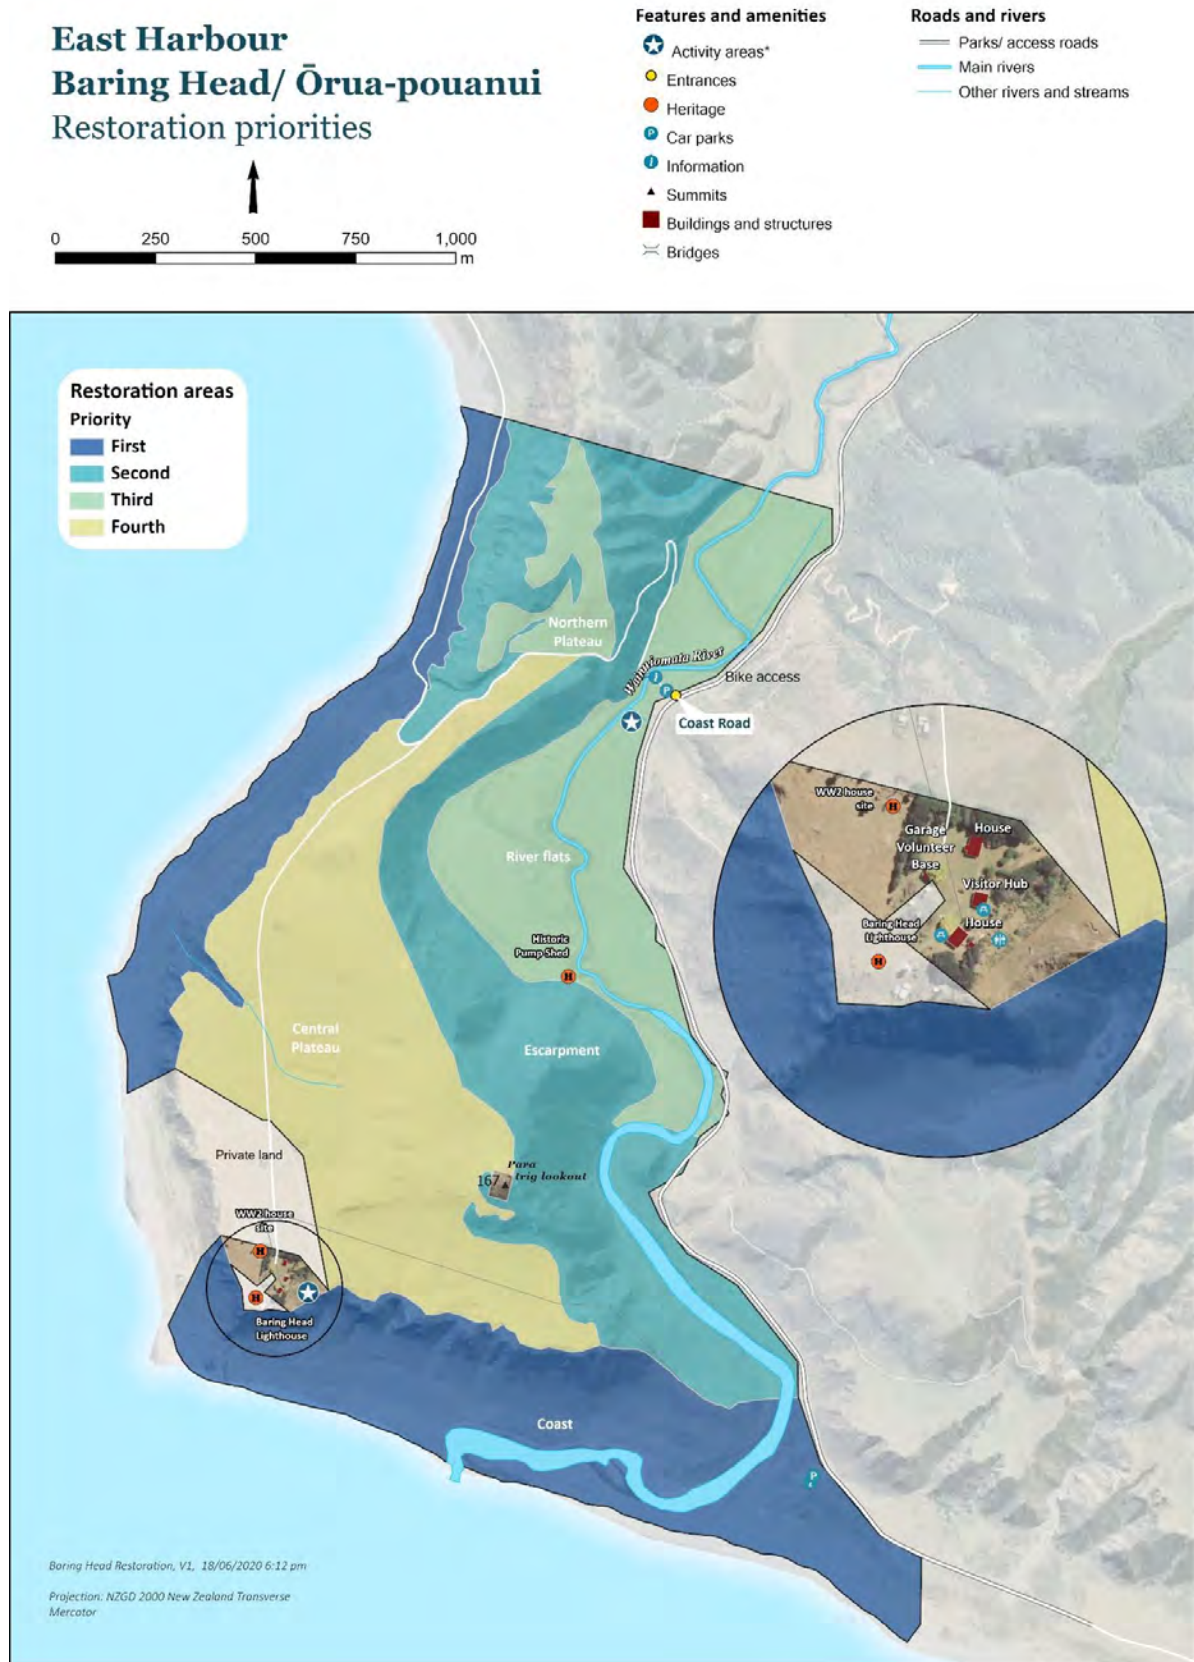 East Harbour
Baring Head/ Ōrua-pouanui
Restoration priorities
0 250 500 750 1,000
m
Features and amenities
Activity areas*
Entrances
H Heritage
P Car parks
i Information
Summits
Buildings and structures
Bridges
Roads and rivers
Parks/ access roads
Main rivers
Other rivers and streams
Restoration areas
Priority
First
Second
Third
Fourth
Northern
Plateau
Wainuiomata River
i
P
Bike access
Coast Road
River flats
Historic
Pump Shed
H
Central
Plateau
Escarpment
Private land
Para
trig lookout
167
WW2 house
site
H
H
Baring Head
Lighthouse
Coast
P
WW2 house
site
H
Garage
Volunteer
Base
House
Visitor Hub
House
Baring Head
Lighthouse
H
Baring Head Restoration, V1, 18/06/2020 6:12 pm
Projection: NZGD 2000 New Zealand Transverse
Mercator